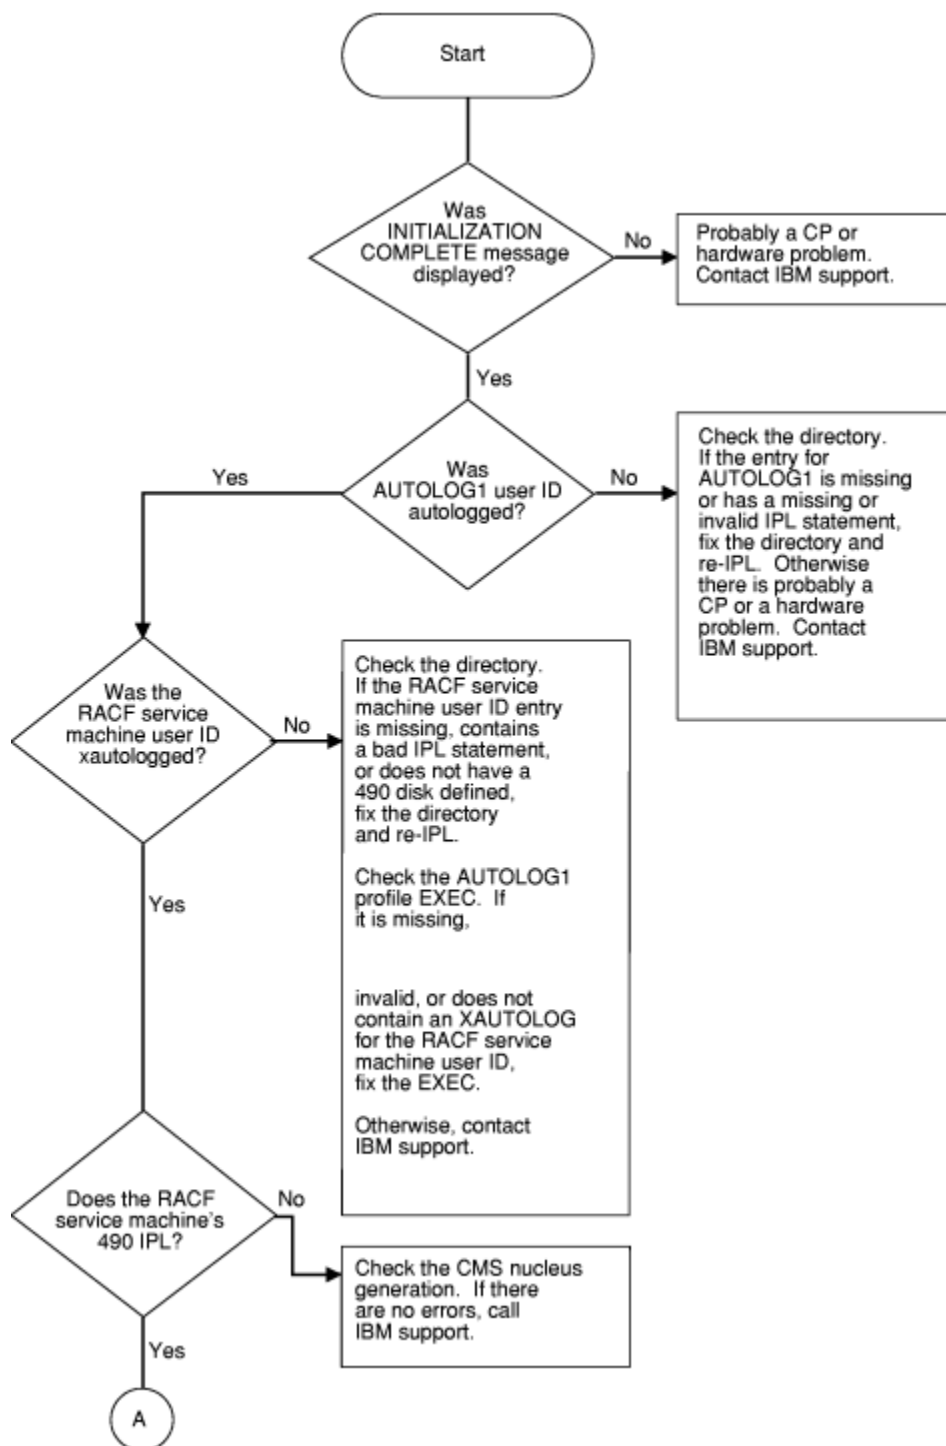 Start
Was
INITIALIZATION
COMPLETE message
displayed?
No
Probably a CP or
hardware problem.
Contact IBM support.
Yes
Was
AUTOLOG1 user ID
autologged?
Yes
No
Check the directory.
If the entry for
AUTOLOG1 is missing
or has a missing or
invalid IPL statement,
fix the directory and
re-IPL.  Otherwise
there is probably a
CP or a hardware
problem.  Contact
IBM support.
Was the
RACF service
machine user ID
xautologged?
No
Check the directory.
If the RACF service
machine user ID entry
is missing, contains
a bad IPL statement,
or does not have a
490 disk defined,
fix the directory
and re-IPL.
Check the AUTOLOG1
profile EXEC.  If
it is missing,
invalid, or does not
contain an XAUTOLOG
for the RACF service
machine user ID,
fix the EXEC.
Otherwise, contact
IBM support.
Yes
Does the RACF
service machine's
490 IPL?
No
Check the CMS nucleus
generation.  If there
are no errors, call
IBM support.
Yes
A